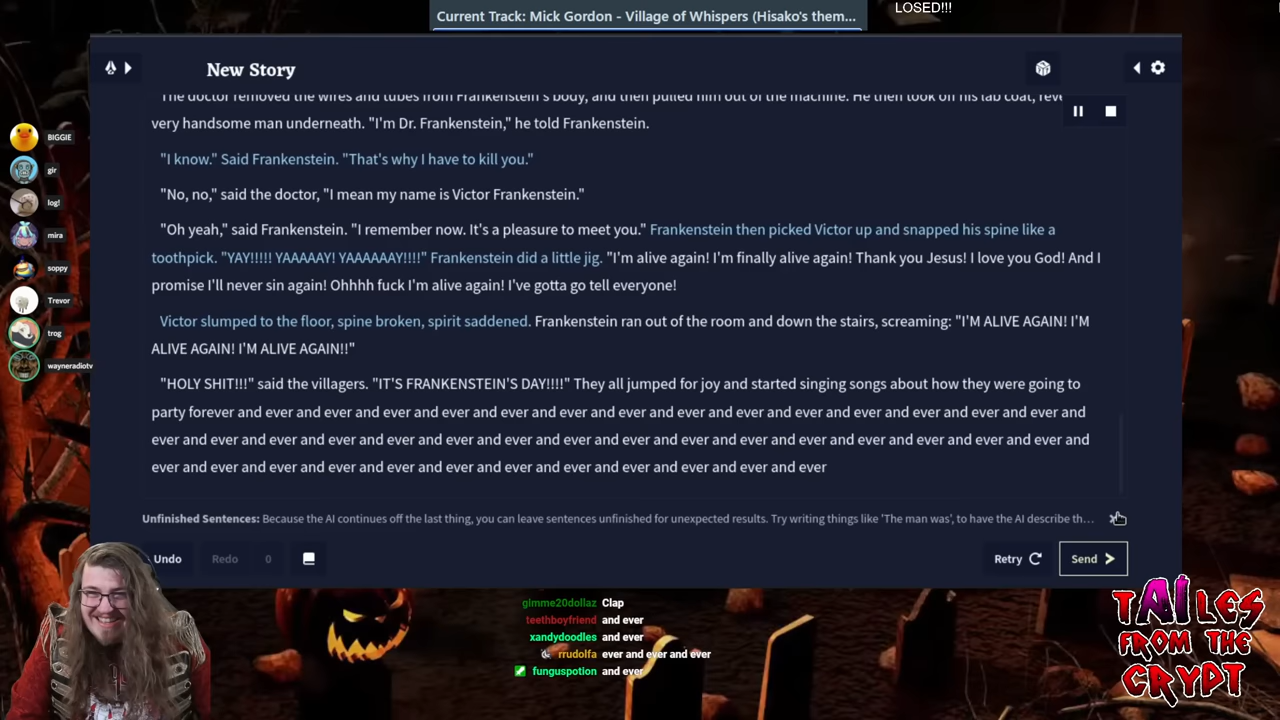 Current Track: Mick Gordon - Village of Whispers (Hisako's them...
LOSED!!!
New Story
The doctor removed the wires and tubes from Frankenstein's body, and then pulled him out of the machine. He then took off his lab coat, reve
very handsome man underneath. "I'm Dr. Frankenstein," he told Frankenstein.
"I know." Said Frankenstein. "That's why I have to kill you."
"No, no," said the doctor, "I mean my name is Victor Frankenstein."
"Oh yeah," said Frankenstein. "I remember now. It's a pleasure to meet you." Frankenstein then picked Victor up and snapped his spine like a
toothpick. "YAY!!!!! YAAAAAY! YAAAAAAY!!!!" Frankenstein did a little jig. "I'm alive again! I'm finally alive again! Thank you Jesus! I love you God! And I
promise I'll never sin again! Ohhhh fuck I'm alive again! I've gotta go tell everyone!
Victor slumped to the floor, spine broken, spirit saddened. Frankenstein ran out of the room and down the stairs, screaming: "I'M ALIVE AGAIN! I'M
ALIVE AGAIN! I'M ALIVE AGAIN!!"
"HOLY SHIT!!!" said the villagers. "IT'S FRANKENSTEIN'S DAY!!!!" They all jumped for joy and started singing songs about how they were going to
party forever and ever and ever and ever and ever and ever and ever and ever and ever and ever and ever and ever and ever and ever and ever and
ever and ever and ever and ever and ever and ever and ever and ever and ever and ever and ever and ever and ever and ever and ever and ever and
ever and ever and ever and ever and ever and ever and ever and ever and ever and ever and ever and ever
BIGGIE
gir
log!
mira
soppy
Trevor
trog
wayneradiotv
Unfinished Sentences: Because the AI continues off the last thing, you can leave sentences unfinished for unexpected results. Try writing things like 'The man was', to have the AI describe th...
Undo
Redo
0
Retry
Send
gimme20dollaz Clap
teethboyfriend and ever
xandydoodles and ever
rrudolfa ever and ever and ever
funguspotion and ever
TAILES
FROM THE
CRYPT